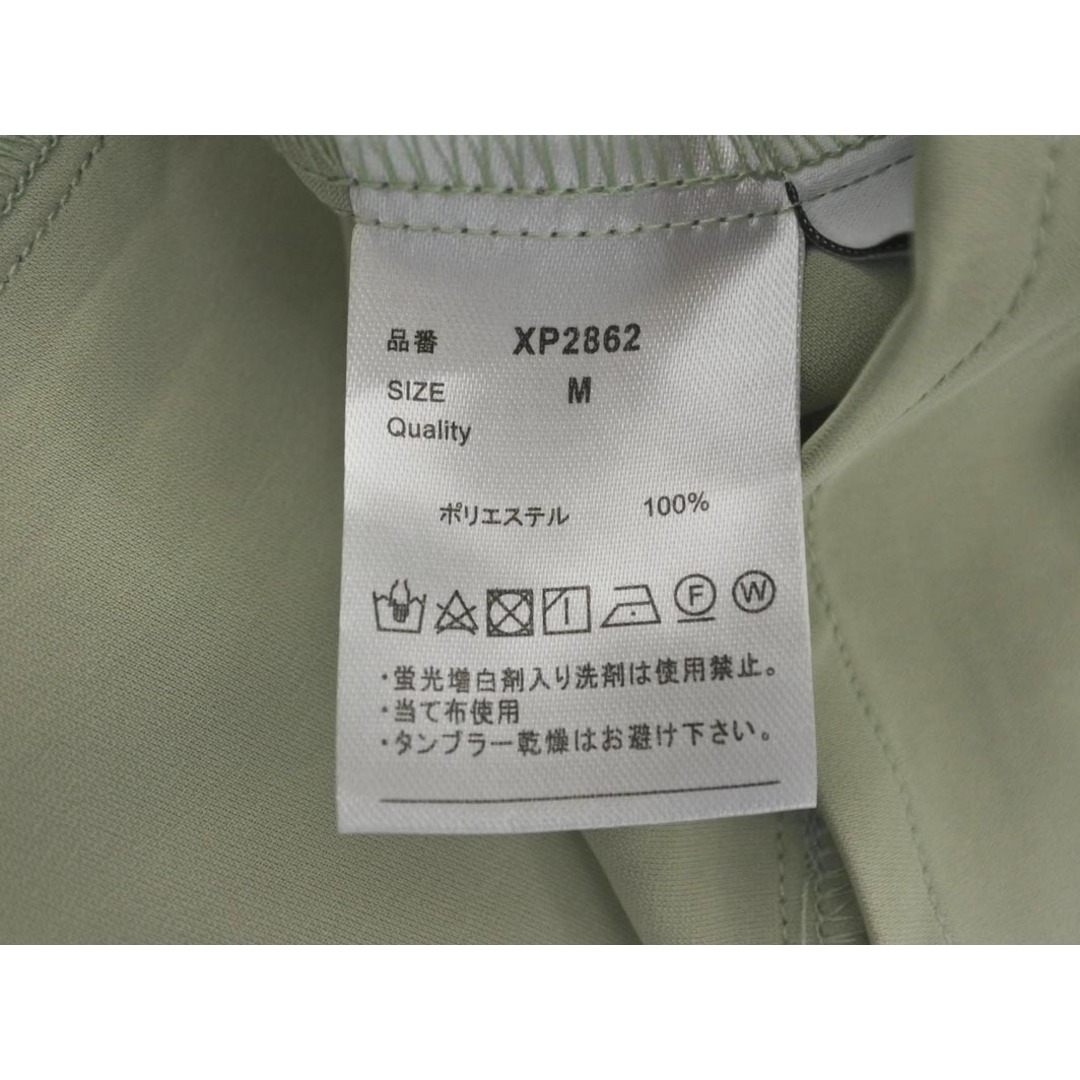 品番 XP2862
SIZE M
Quality
ポリエステル 100%
F W
・蛍光増白剤入り洗剤は使用禁止。
・当て布使用
・タンブラー乾燥はお避け下さい。